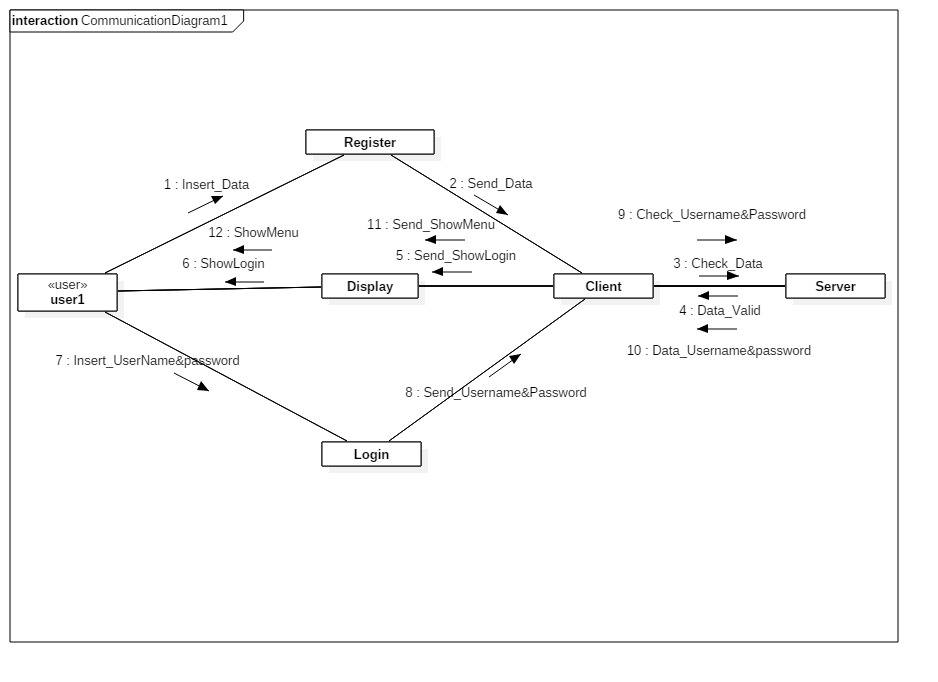 interaction CommunicationDiagram1
Register
1 : Insert_Data
2 : Send_Data
9 : Check_Username&Password
11 : Send_ShowMenu
12 : ShowMenu
5 : Send_ShowLogin
6 : ShowLogin
3 : Check_Data
«user»
user1
Display
Client
Server
4 : Data_Valid
10 : Data_Username&password
7 : Insert_UserName&password
8 : Send_Username&Password
Login